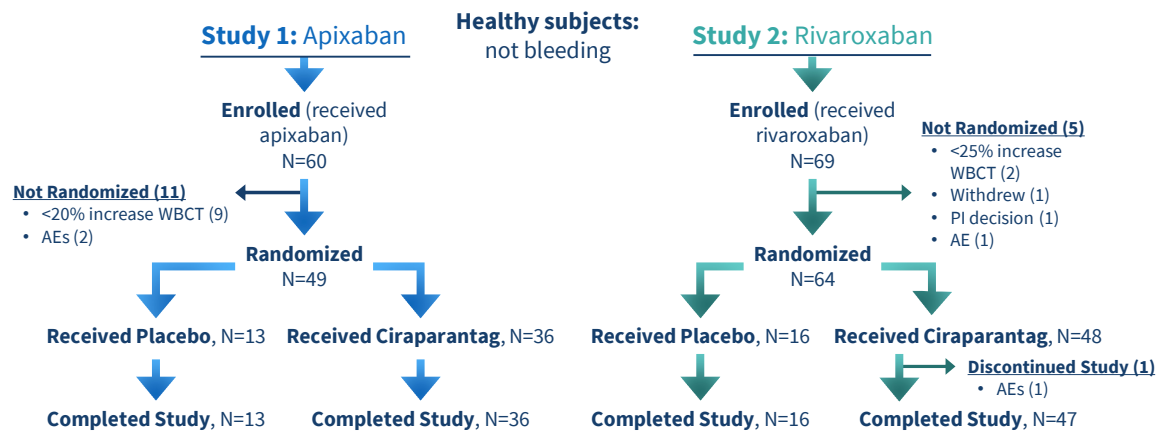 Healthy subjects:
not bleeding
Study 1: Apixaban
Enrolled (received
apixaban)
N=60
Not Randomized (11)
• <20% increase WBCT (9)
• AEs (2)
Randomized
N=49
Received Placebo, N=13
Received Ciraparantag, N=36
Completed Study, N=13
Completed Study, N=36
Study 2: Rivaroxaban
Enrolled (received
rivaroxaban)
N=69
Not Randomized (5)
• <25% increase
WBCT (2)
• Withdrew (1)
• PI decision (1)
• AE (1)
Randomized
N=64
Received Placebo, N=16
Received Ciraparantag, N=48
Discontinued Study (1)
• AEs (1)
Completed Study, N=16
Completed Study, N=47